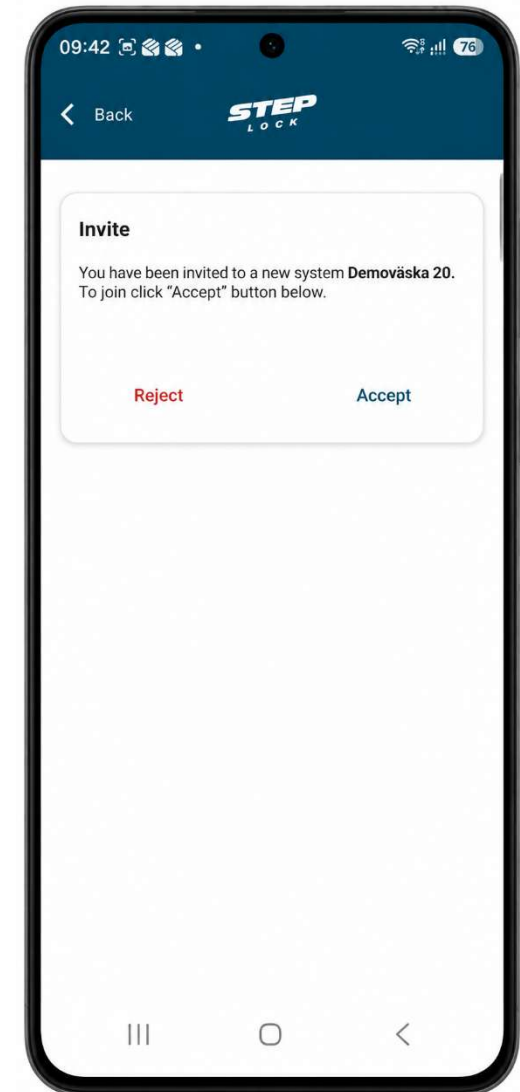 09:42
76
Back
STEP
LOCK
Invite
You have been invited to a new system Demoväska 20.
To join click “Accept” button below.
Reject
Accept